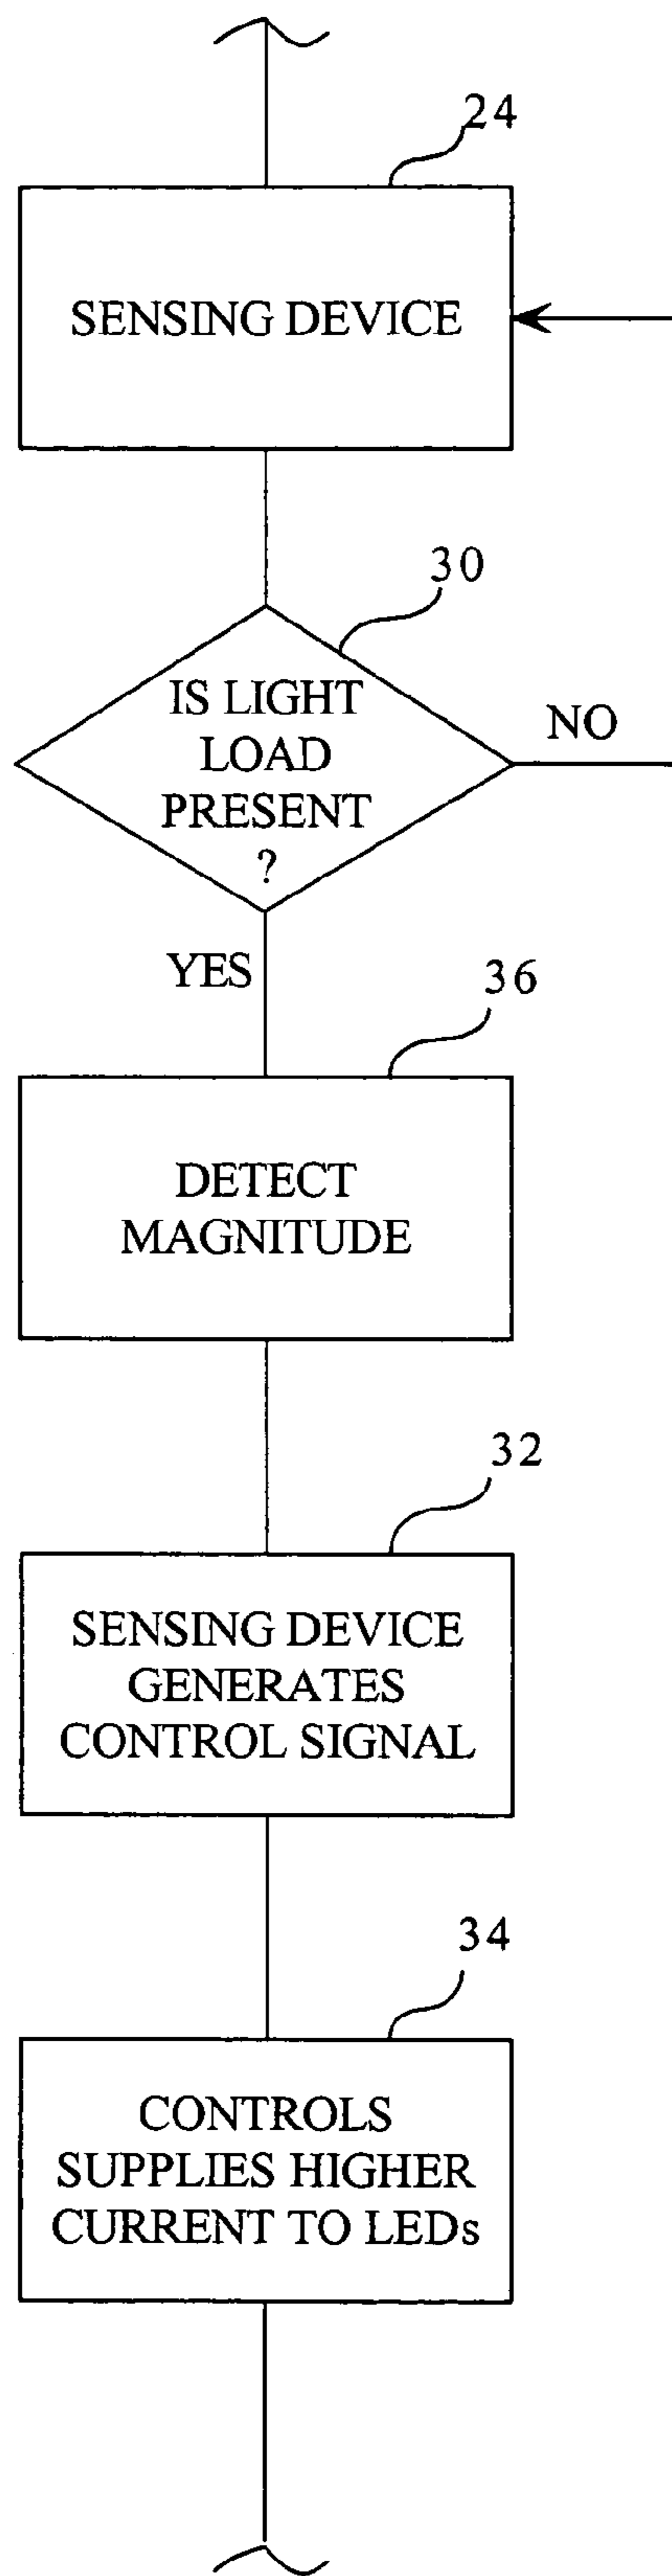 24
SENSING DEVICE
30
IS LIGHT
LOAD
PRESENT
?
NO
YES
36
DETECT
MAGNITUDE
32
SENSING DEVICE
GENERATES
CONTROL SIGNAL
34
CONTROLS
SUPPLIES HIGHER
CURRENT TO LEDs